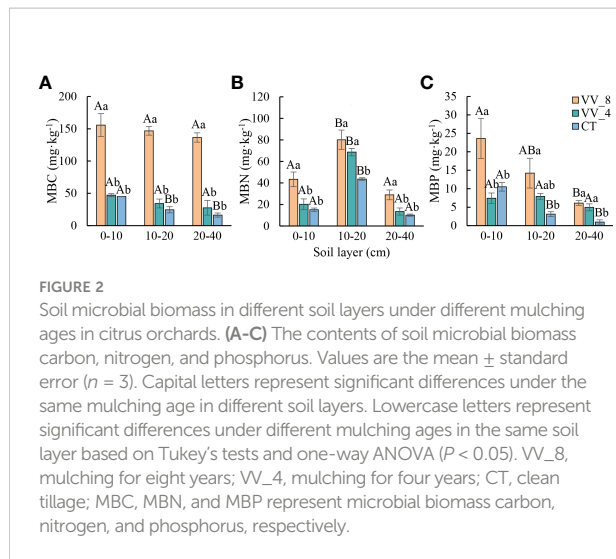 A
B
C
MBC (mg·kg⁻¹)
200
150
100
50
0
Aa
Ab
Ab
Aa
Ab
Bb
Aa
Ab
Bb
0-10
10-20
20-40
MBN (mg·kg⁻¹)
120
100
80
60
40
20
0
Aa
Ab
Ab
Ba
Ba
Bb
Aa
Ab
Ab
0-10
10-20
20-40
Soil layer (cm)
MBP (mg·kg⁻¹)
35
30
25
20
15
10
5
0
Aa
Ab
Ab
ABa
Aab
Bb
Ba
Aa
Bb
0-10
10-20
20-40
VV_8
VV_4
CT
FIGURE 2
Soil microbial biomass in different soil layers under different mulching
ages in citrus orchards. (A-C) The contents of soil microbial biomass
carbon, nitrogen, and phosphorus. Values are the mean ± standard
error (n = 3). Capital letters represent significant differences under the
same mulching age in different soil layers. Lowercase letters represent
significant differences under different mulching ages in the same soil
layer based on Tukey's tests and one-way ANOVA (P < 0.05). VV_8,
mulching for eight years; VV_4, mulching for four years; CT, clean
tillage; MBC, MBN, and MBP represent microbial biomass carbon,
nitrogen, and phosphorus, respectively.